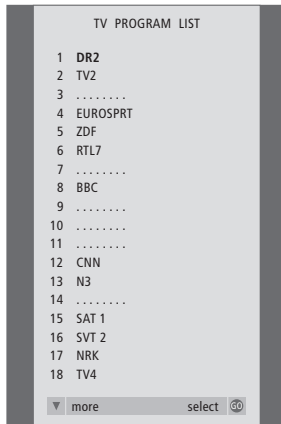 TV PROGRAM LIST
1 DR2
2 TV2
3 ........
4 EUROSPRT
5 ZDF
6 RTL7
7 ........
8 BBC
9 ........
10 ........
11 ........
12 CNN
13 N3
14 ........
15 SAT 1
16 SVT 2
17 NRK
18 TV4
▼ more select GO